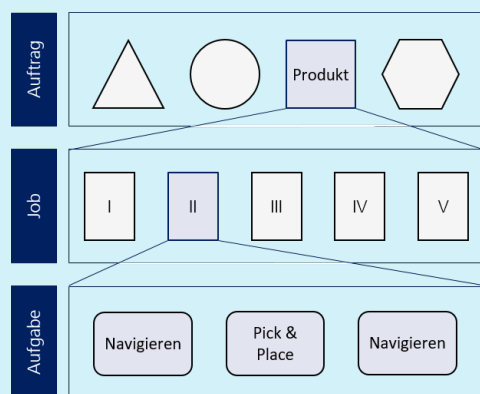 Auftrag
Produkt
Job
I
II
III
IV
V
Aufgabe
Navigieren
Pick &
Place
Navigieren